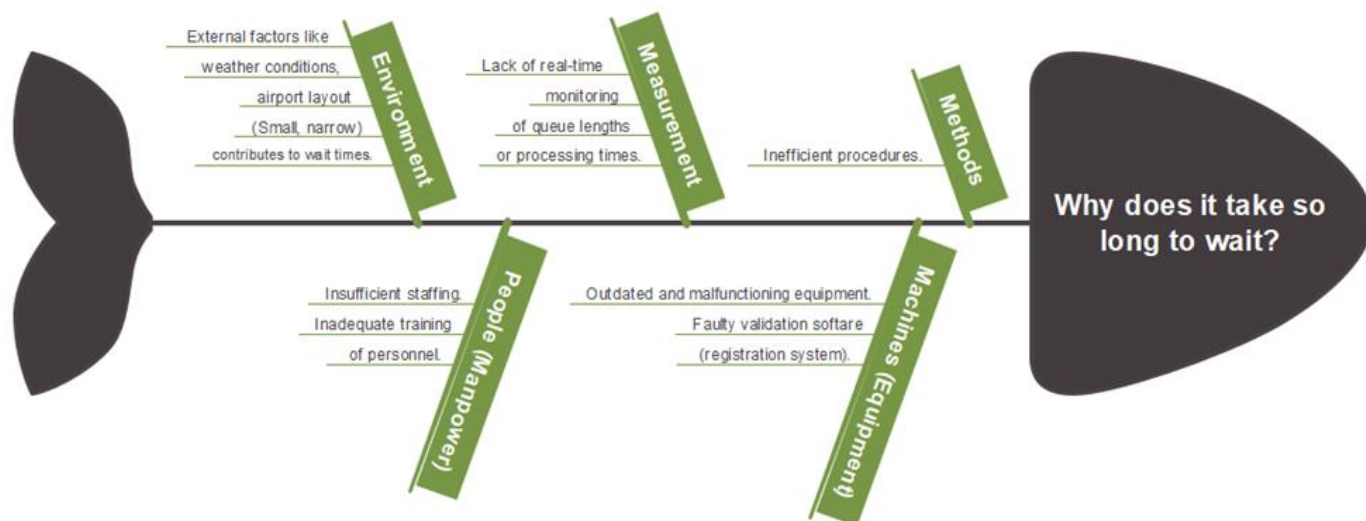 External factors like
weather conditions,
airport layout
(Small, narrow)
contributes to wait times.
Environment
Lack of real-time
monitoring
of queue lengths
or processing times.
Measurement
Inefficient procedures.
Methods
Why does it take so
long to wait?
Insufficient staffing.
Inadequate training
of personnel.
People (Manpower)
Outdated and malfunctioning equipment.
Faulty validation softare
(registration system).
Machines (Equipment)